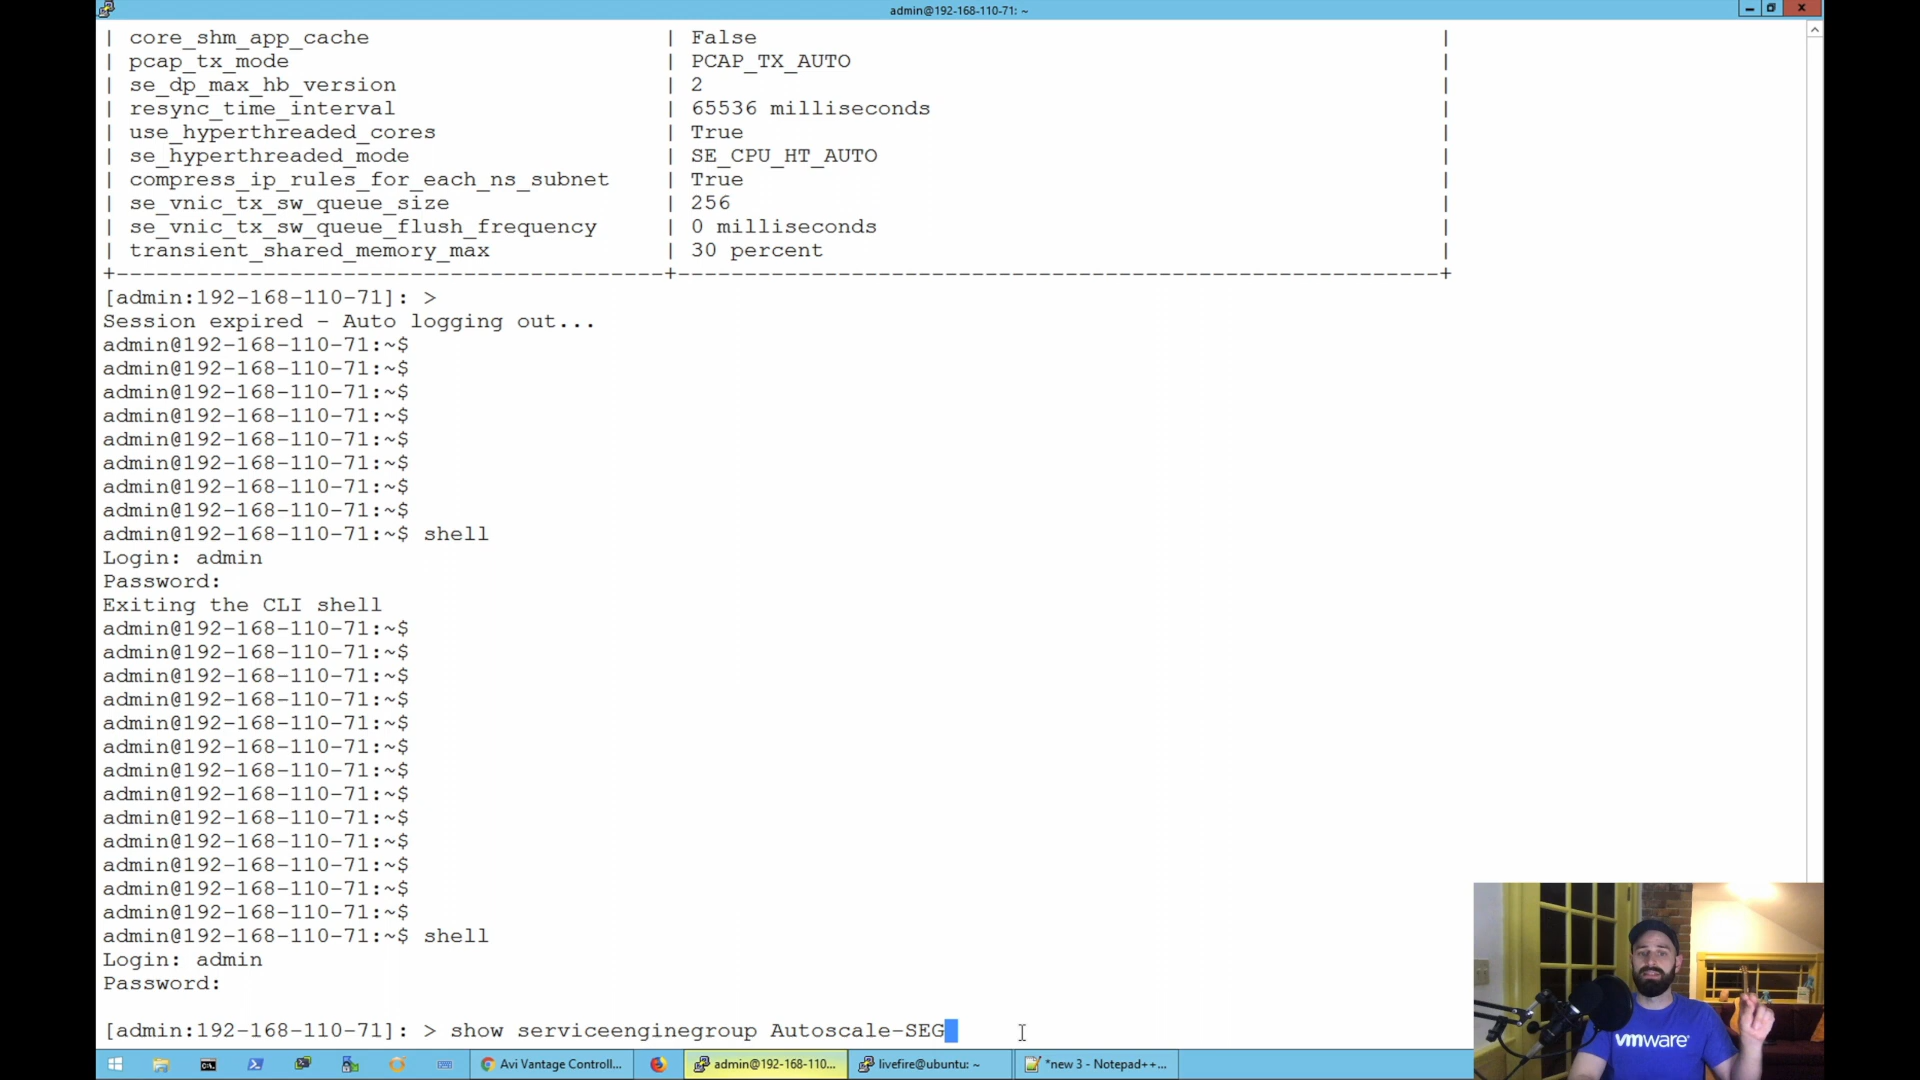 admin@192-168-110-71: ~
| core_shm_app_cache | False |
| pcap_tx_mode | PCAP_TX_AUTO |
| se_dp_max_hb_version | 2 |
| resync_time_interval | 65536 milliseconds |
| use_hyperthreaded_cores | True |
| se_hyperthreaded_mode | SE_CPU_HT_AUTO |
| compress_ip_rules_for_each_ns_subnet | True |
| se_vnic_tx_sw_queue_size | 256 |
| se_vnic_tx_sw_queue_flush_frequency | 0 milliseconds |
| transient_shared_memory_max | 30 percent |
+-----------------------------------------+---------------------------------------------------------+
[admin:192-168-110-71]: >
Session expired - Auto logging out...
admin@192-168-110-71:~$
admin@192-168-110-71:~$
admin@192-168-110-71:~$
admin@192-168-110-71:~$
admin@192-168-110-71:~$
admin@192-168-110-71:~$
admin@192-168-110-71:~$
admin@192-168-110-71:~$
admin@192-168-110-71:~$ shell
Login: admin
Password:
Exiting the CLI shell
admin@192-168-110-71:~$
admin@192-168-110-71:~$
admin@192-168-110-71:~$
admin@192-168-110-71:~$
admin@192-168-110-71:~$
admin@192-168-110-71:~$
admin@192-168-110-71:~$
admin@192-168-110-71:~$
admin@192-168-110-71:~$
admin@192-168-110-71:~$
admin@192-168-110-71:~$
admin@192-168-110-71:~$
admin@192-168-110-71:~$
admin@192-168-110-71:~$ shell
Login: admin
Password:
[admin:192-168-110-71]: > show serviceenginegroup Autoscale-SEG
vmware
Avi Vantage Controll...
admin@192-168-110...
livefire@ubuntu: ~
*new 3 - Notepad++...